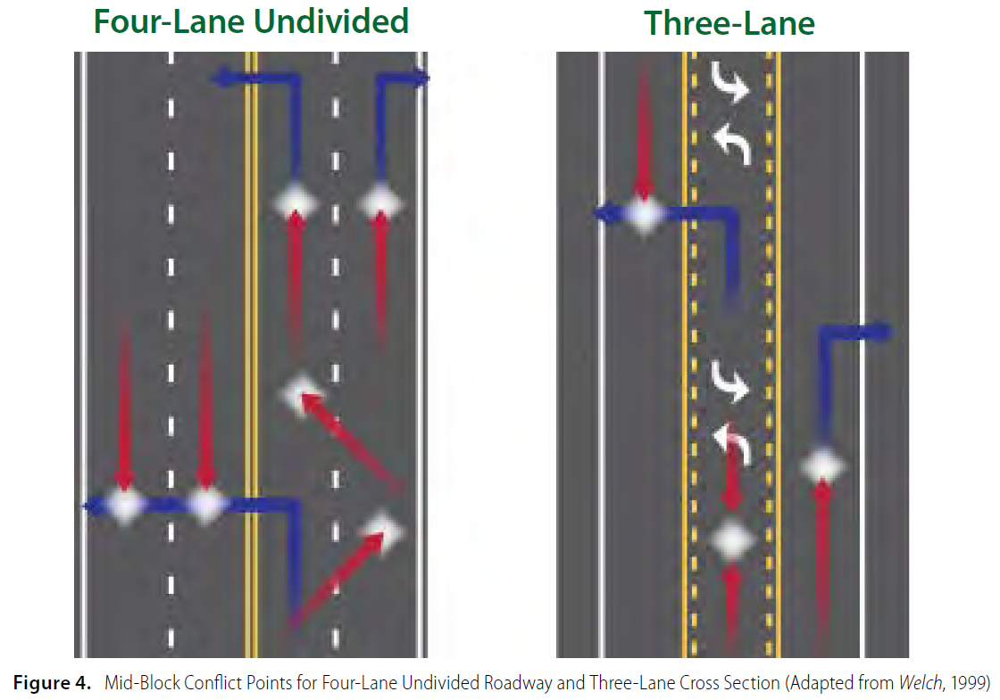 Four-Lane Undivided
Three-Lane
Figure 4. Mid-Block Conflict Points for Four-Lane Undivided Roadway and Three-Lane Cross Section (Adapted from Welch, 1999)